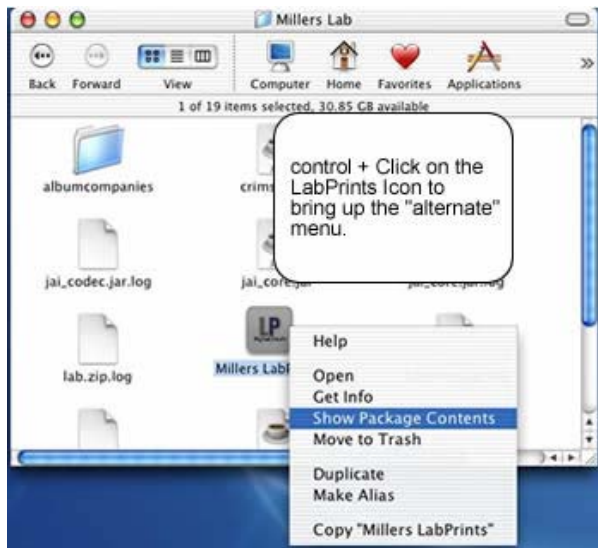 Millers Lab
Back Forward View Computer Home Favorites Applications
1 of 19 items selected, 30.85 GB available
control + Click on the
LabPrints Icon to
bring up the "alternate"
menu.
albumcompanies
jai_codec.jar.log
jai_core.jar
lab.zip.log
LP
Millers
Help
Open
Get Info
Show Package Contents
Move to Trash
Duplicate
Make Alias
Copy "Millers LabPrints"